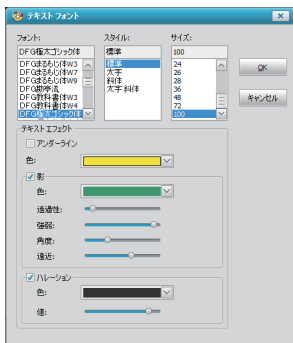 テキスト フォント
フォント: スタイル: サイズ:
DFG極太ゴシック体 標準 100
DFGまるもじ体W3 標準 24
DFGまるもじ体W7 太字 26
DFGまるもじ体W9 斜体 28
DFG勘亭流 太字 斜体 36
DFG教科書体W3 48
DFG教科書体W4 72
DFG極太ゴシック体 100
OK
キャンセル
テキスト エフェクト
アンダーライン
色:
影
色:
透過性:
強弱:
角度:
遠近:
ハレーション
色:
値: